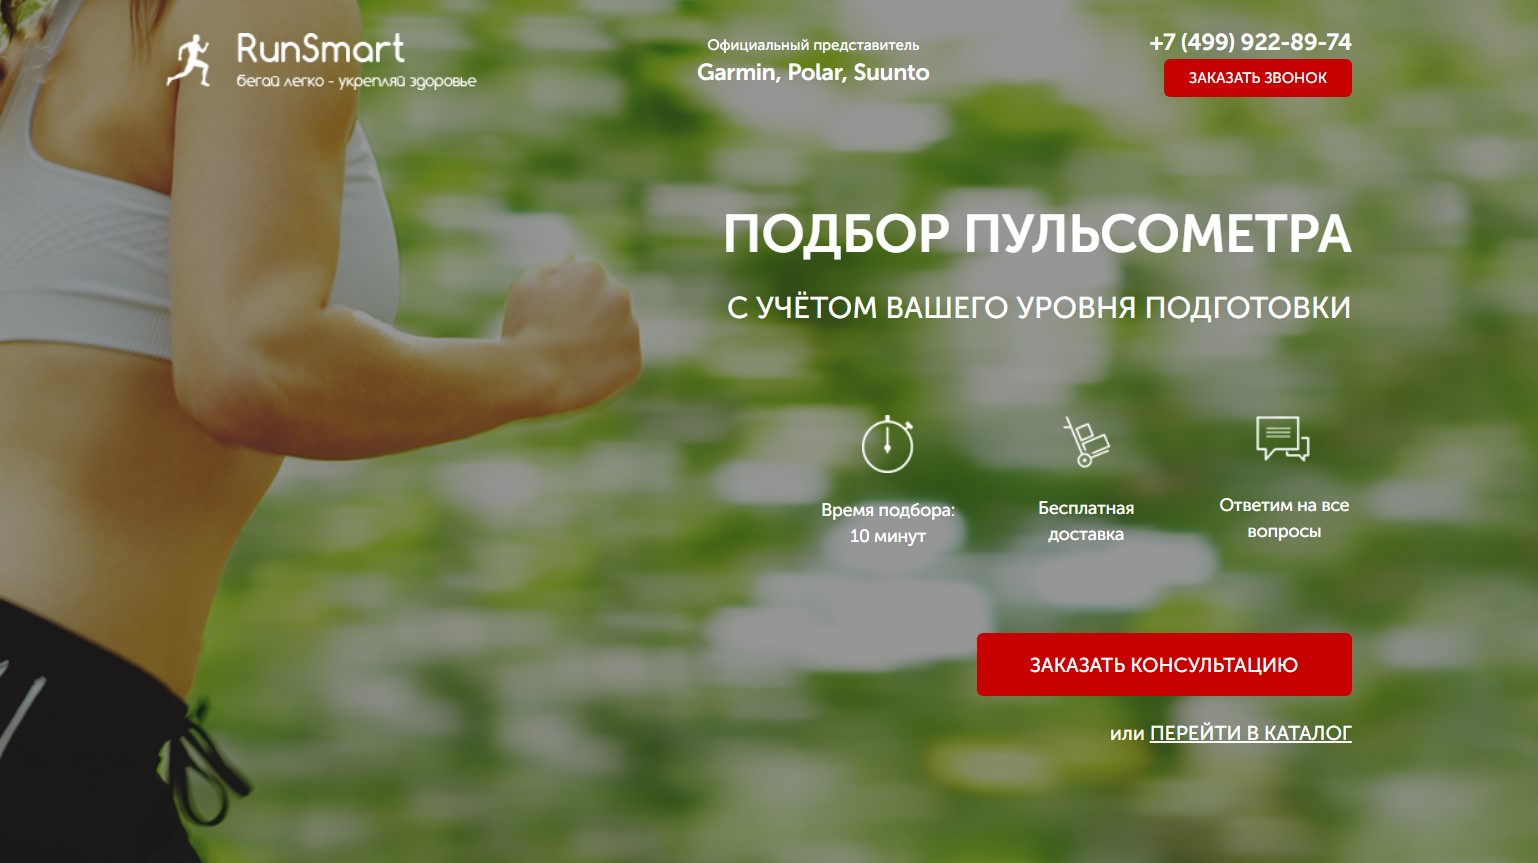 RunSmart
бегай легко - укрепляй здоровье
Официальный представитель
Garmin, Polar, Suunto
+7 (499) 922-89-74
ЗАКАЗАТЬ ЗВОНОК
ПОДБОР ПУЛЬСОМЕТРА
С УЧЁТОМ ВАШЕГО УРОВНЯ ПОДГОТОВКИ
Время подбора:
10 минут
Бесплатная
доставка
Ответим на все
вопросы
ЗАКАЗАТЬ КОНСУЛЬТАЦИЮ
или ПЕРЕЙТИ В КАТАЛОГ